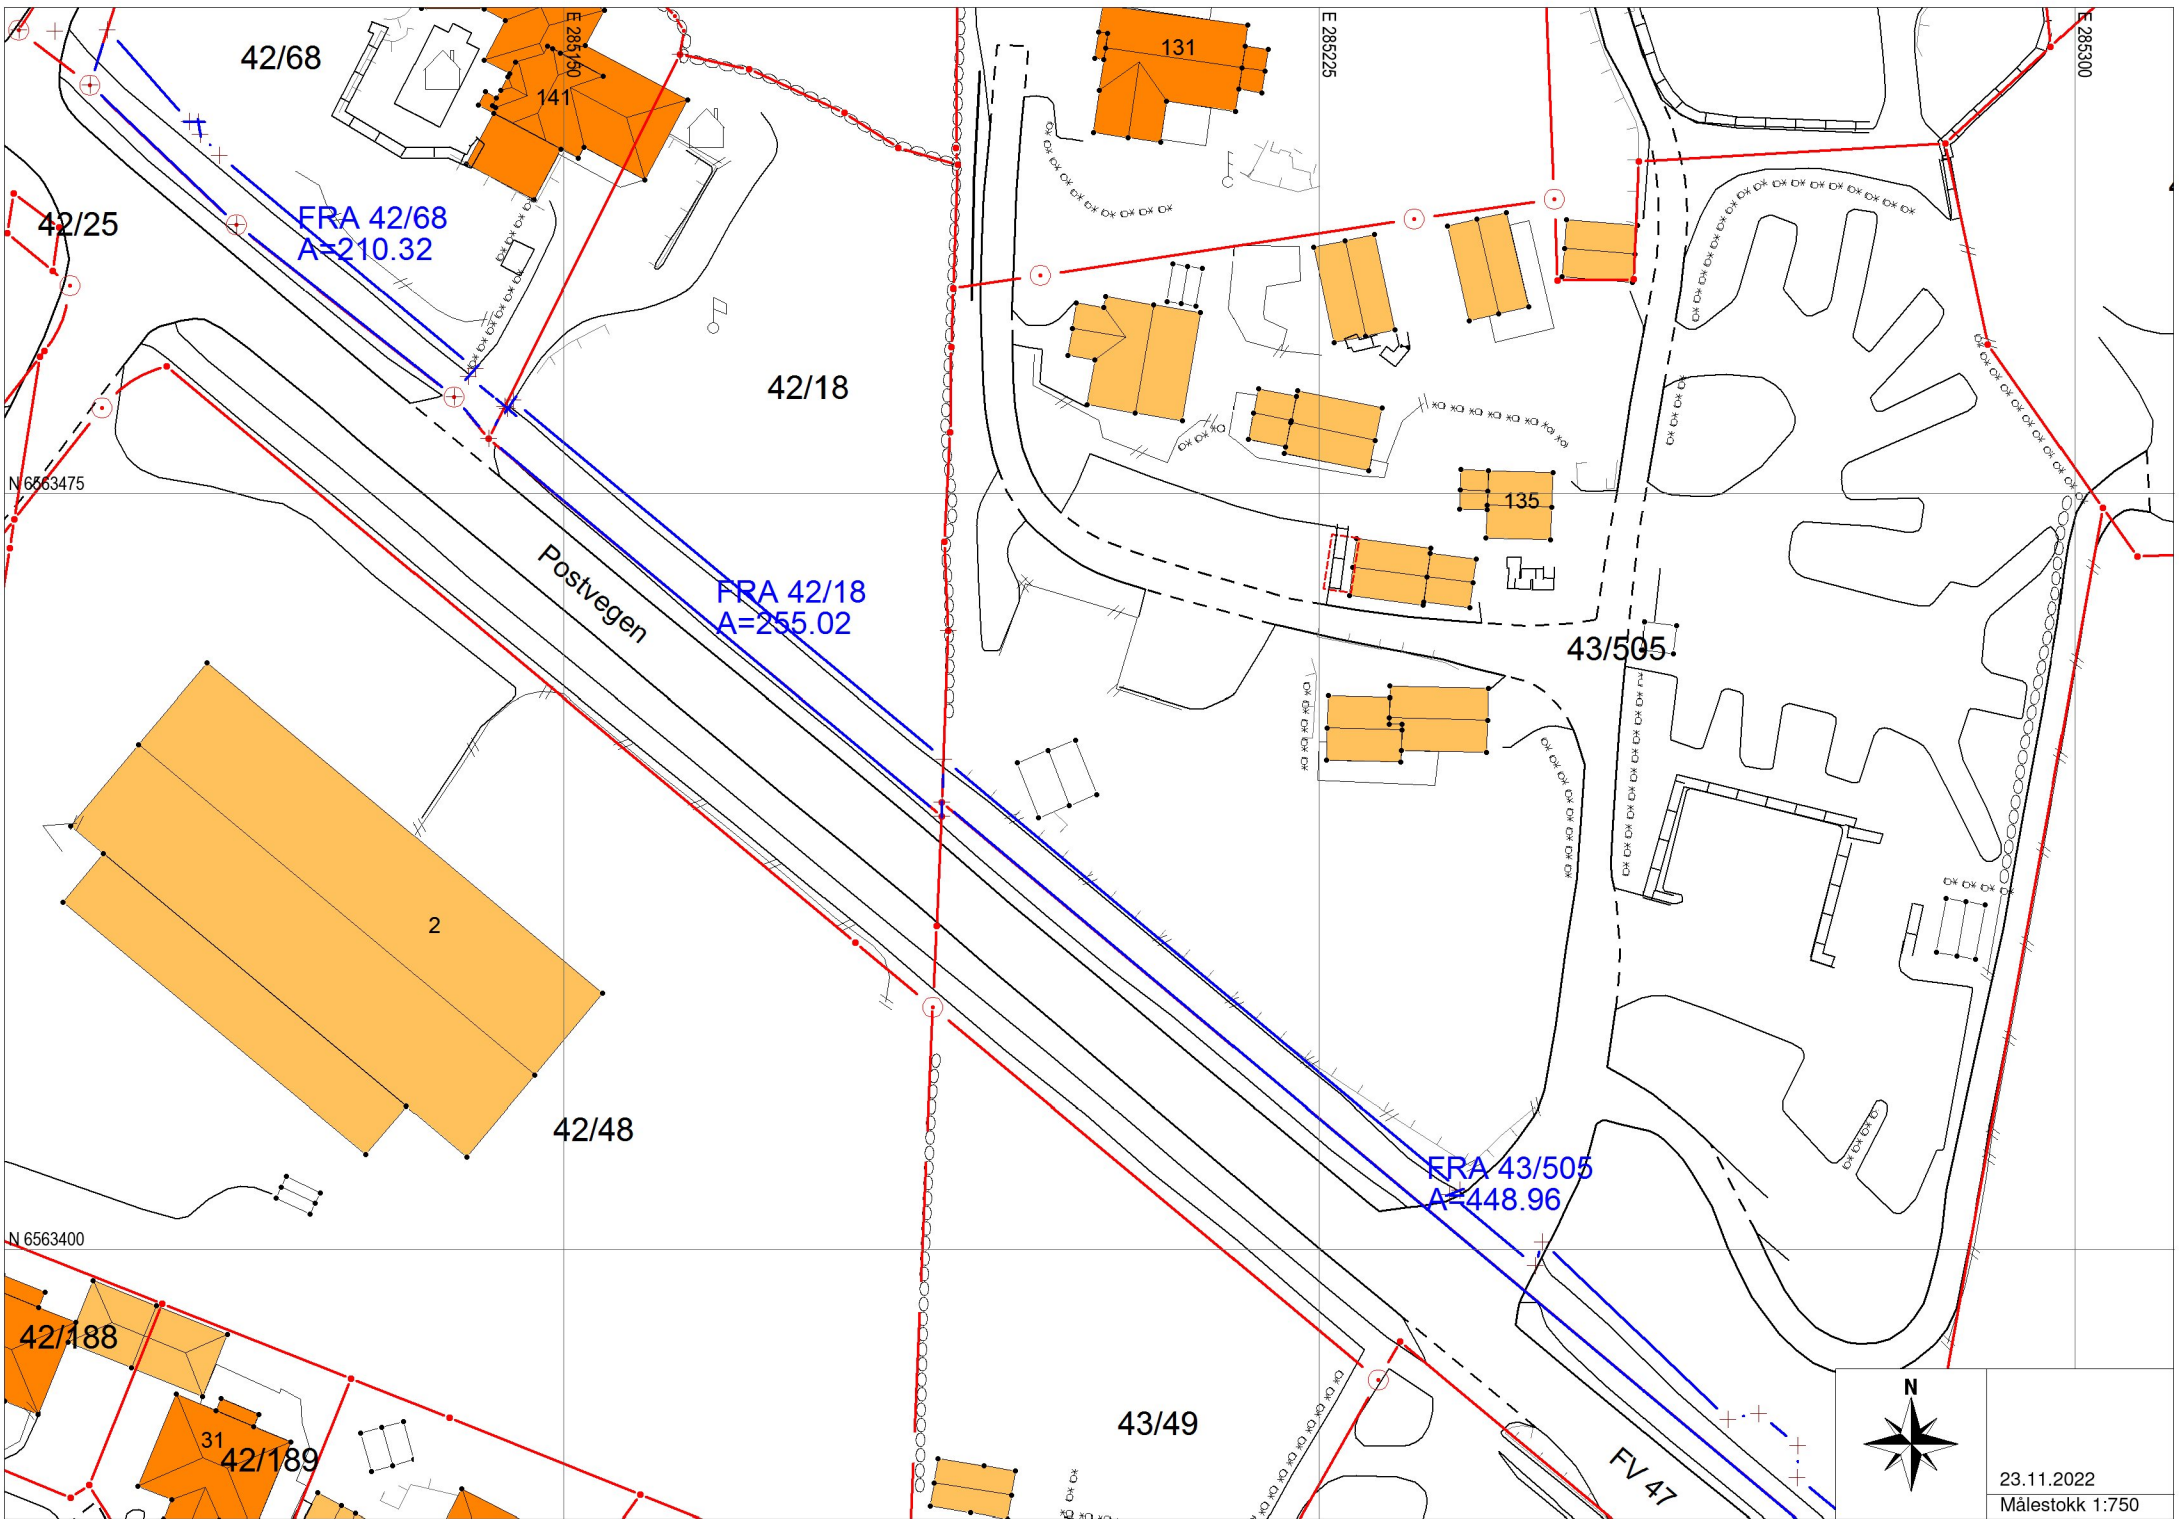 E 285150
E 285225
E 285300
42/68
141
131
42/25
FRA 42/68
A=210.32
42/18
N 6563475
135
Postvegen
FRA 42/18
A=255.02
43/505
2
42/48
FRA 43/505
A=448.96
N 6563400
42/188
31
42/189
43/49
FV 47
N
23.11.2022
Målestokk 1:750